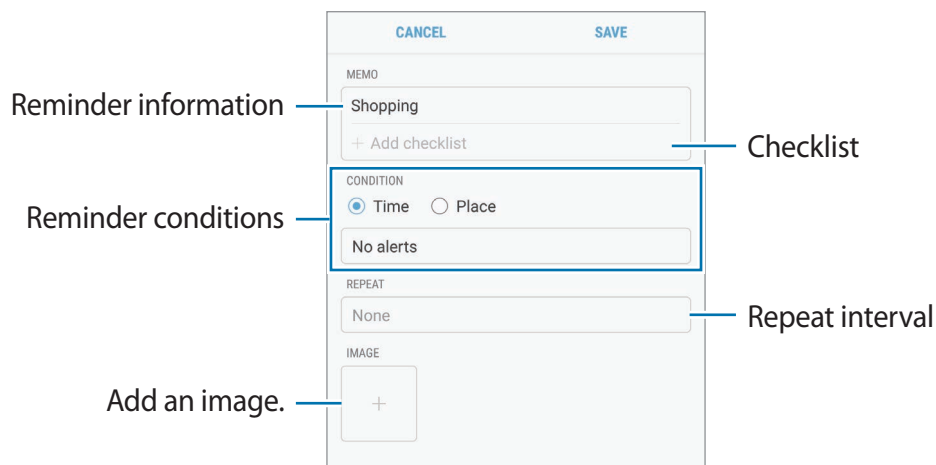 CANCEL SAVE
MEMO
Reminder information
Shopping
+ Add checklist
Checklist
CONDITION
Time Place
Reminder conditions
No alerts
REPEAT
None
Repeat interval
IMAGE
Add an image.
+